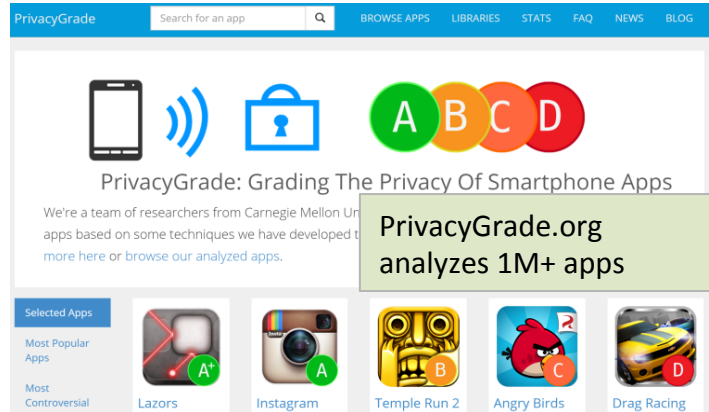 PrivacyGrade
Search for an app
BROWSE APPS LIBRARIES STATS FAQ NEWS BLOG
A B C D
PrivacyGrade: Grading The Privacy Of Smartphone Apps
We're a team of researchers from Carnegie Mellon
apps based on some techniques we have developed
more here or browse our analyzed apps.
PrivacyGrade.org
analyzes 1M+ apps
Selected Apps
Most Popular
Apps
Most
Controversial
A+
Lazors
Insta
A
Instagram
B
Temple Run 2
C
Angry Birds
D
Drag Racing